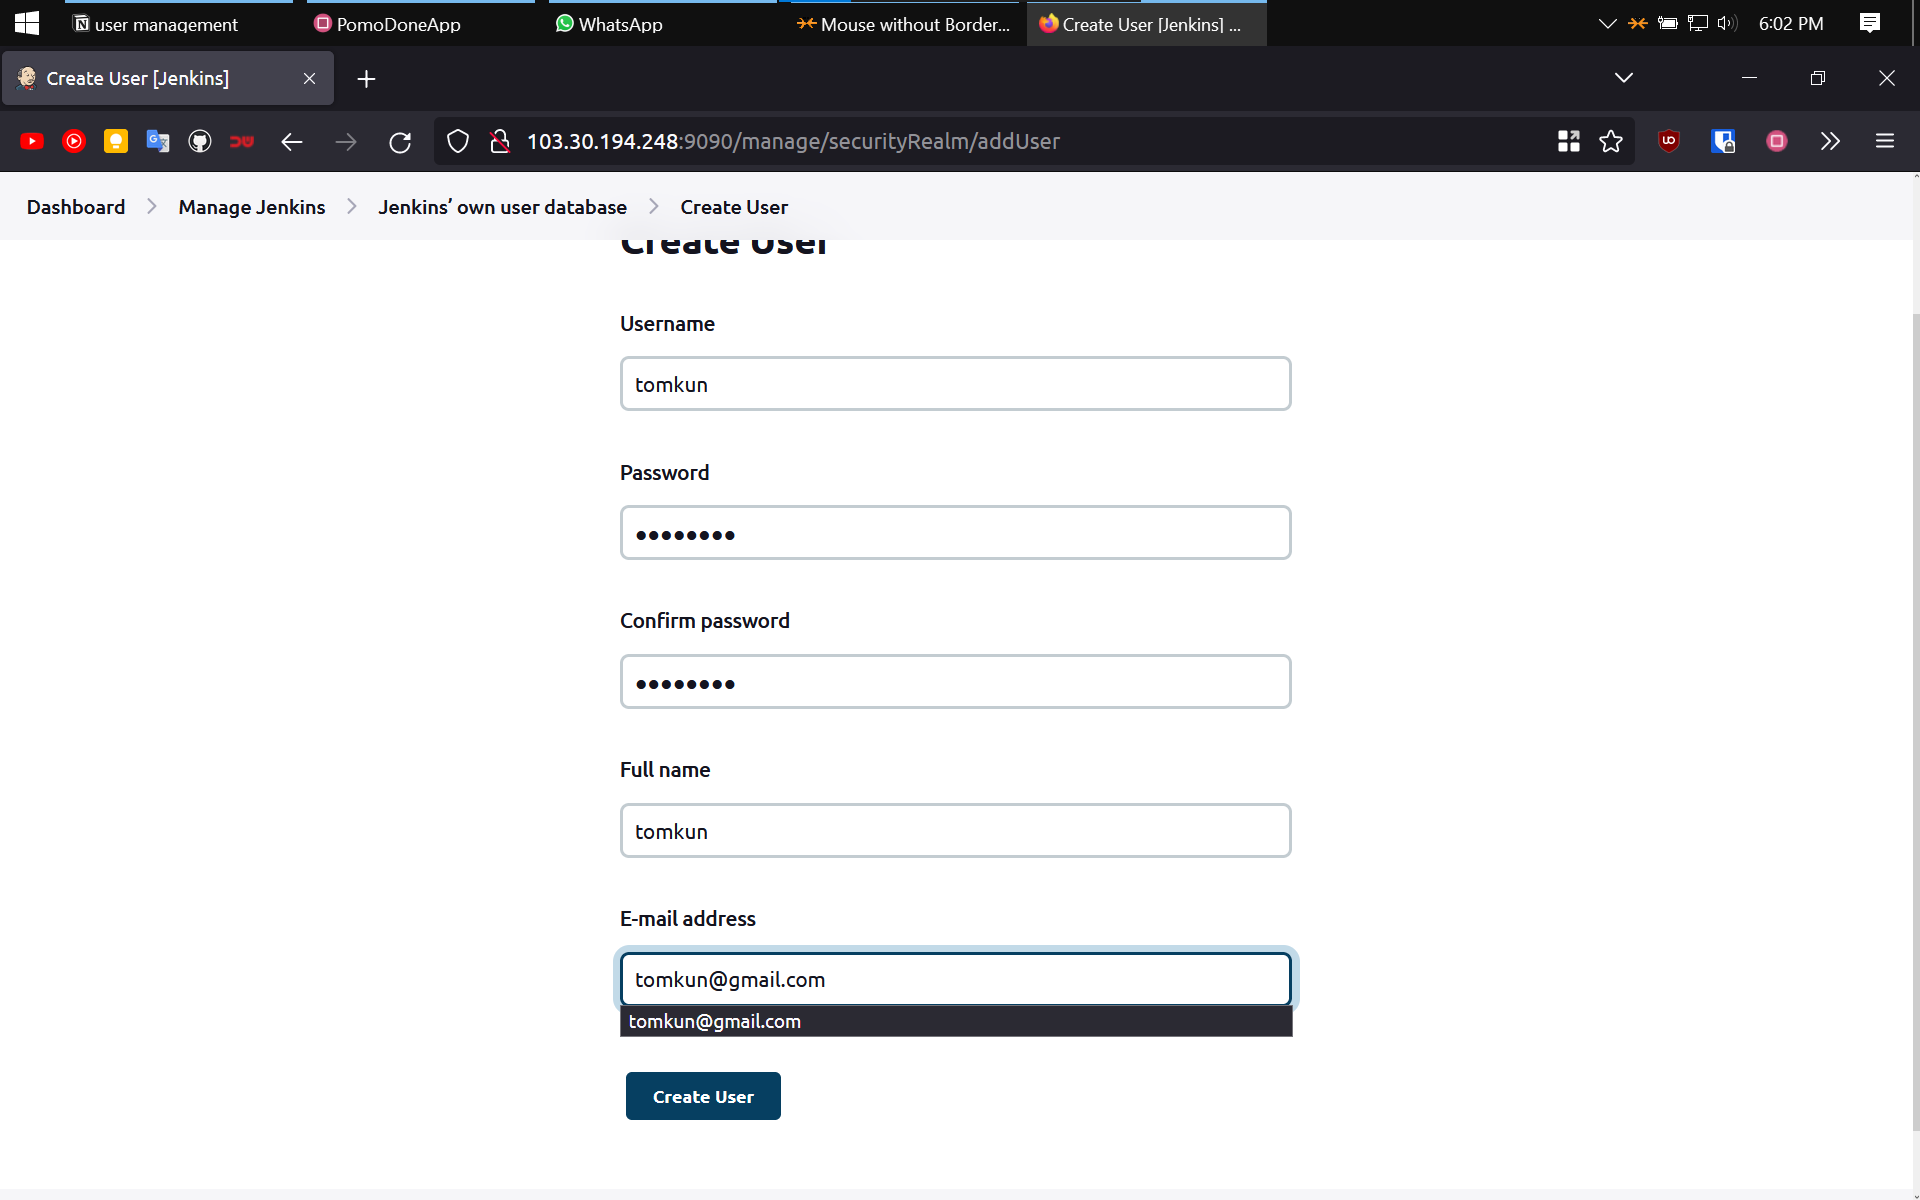 user management
PomoDoneApp
WhatsApp
Mouse without Border...
Create User [Jenkins] ...
6:02 PM
Create User [Jenkins]
103.30.194.248:9090/manage/securityRealm/addUser
Dashboard
Manage Jenkins
Jenkins’ own user database
Create User
Create User
Username
tomkun
Password
Confirm password
Full name
tomkun
E-mail address
tomkun@gmail.com
tomkun@gmail.com
Create User